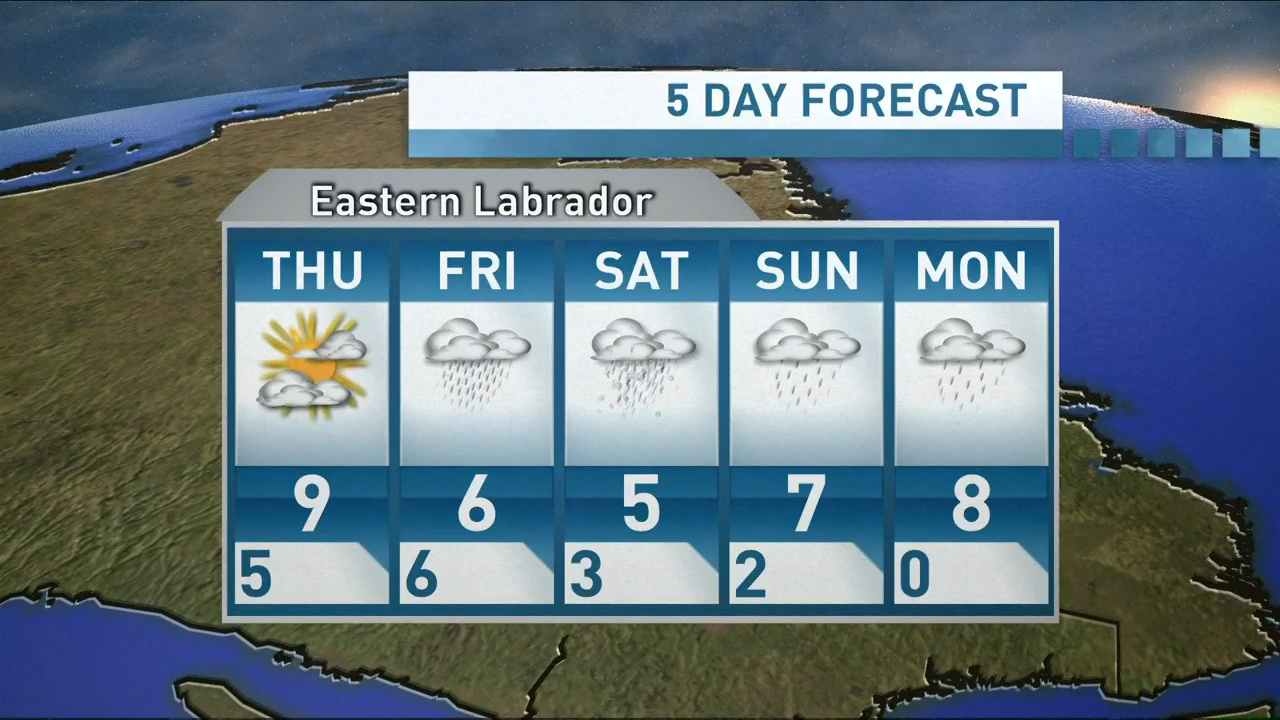 5 DAY FORECAST
Eastern Labrador
THU FRI SAT SUN MON
9 6 5 7 8
5 6 3 2 0